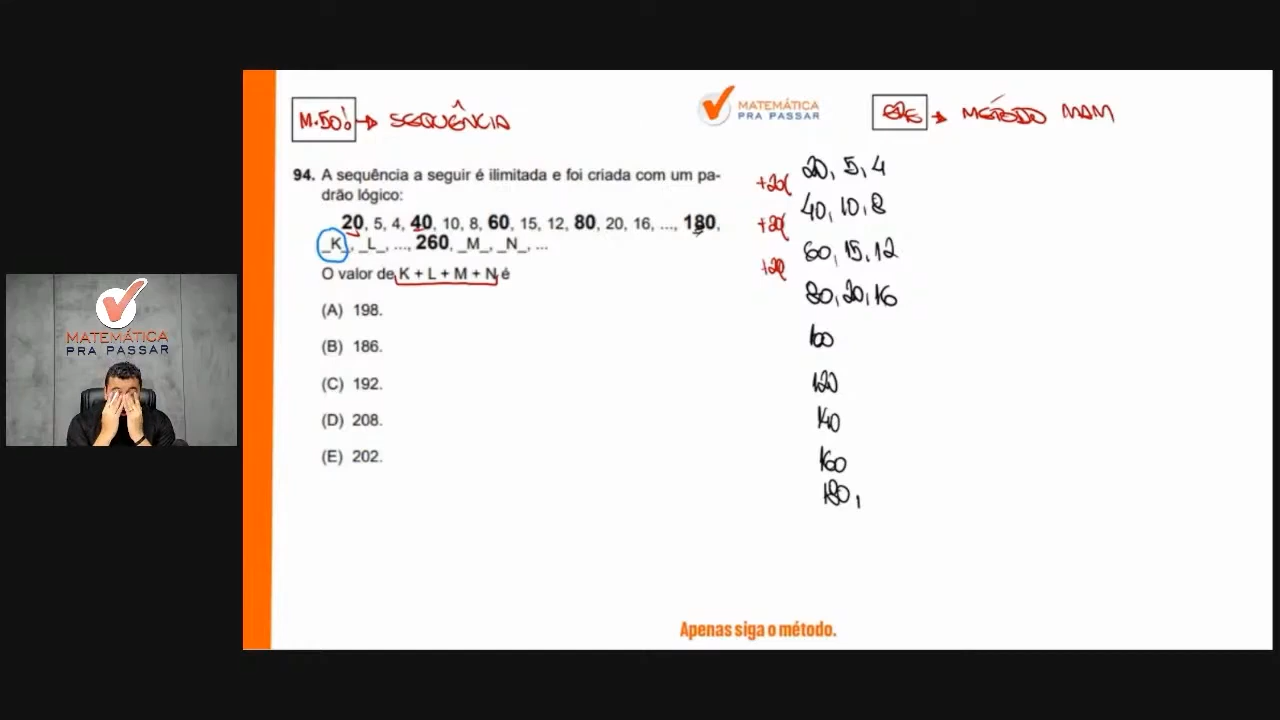 M.50! → SEQUÊNCIA
MATEMÁTICA
PRA PASSAR
→ MÉTODO MAM
94. A sequência a seguir é ilimitada e foi criada com um pa-
drão lógico:
20, 5, 4, 40, 10, 8, 60, 15, 12, 80, 20, 16, ..., 180,
_K_, _L_, ..., 260, _M_, _N_, ...
O valor de K + L + M + N é
(A) 198.
(B) 186.
(C) 192.
(D) 208.
(E) 202.
20, 5, 4
+20
40, 10, 8
+20
60, 15, 12
+20
80, 20, 16
100
120
140
160
180,
MATEMÁTICA
PRA PASSAR
Apenas siga o método.